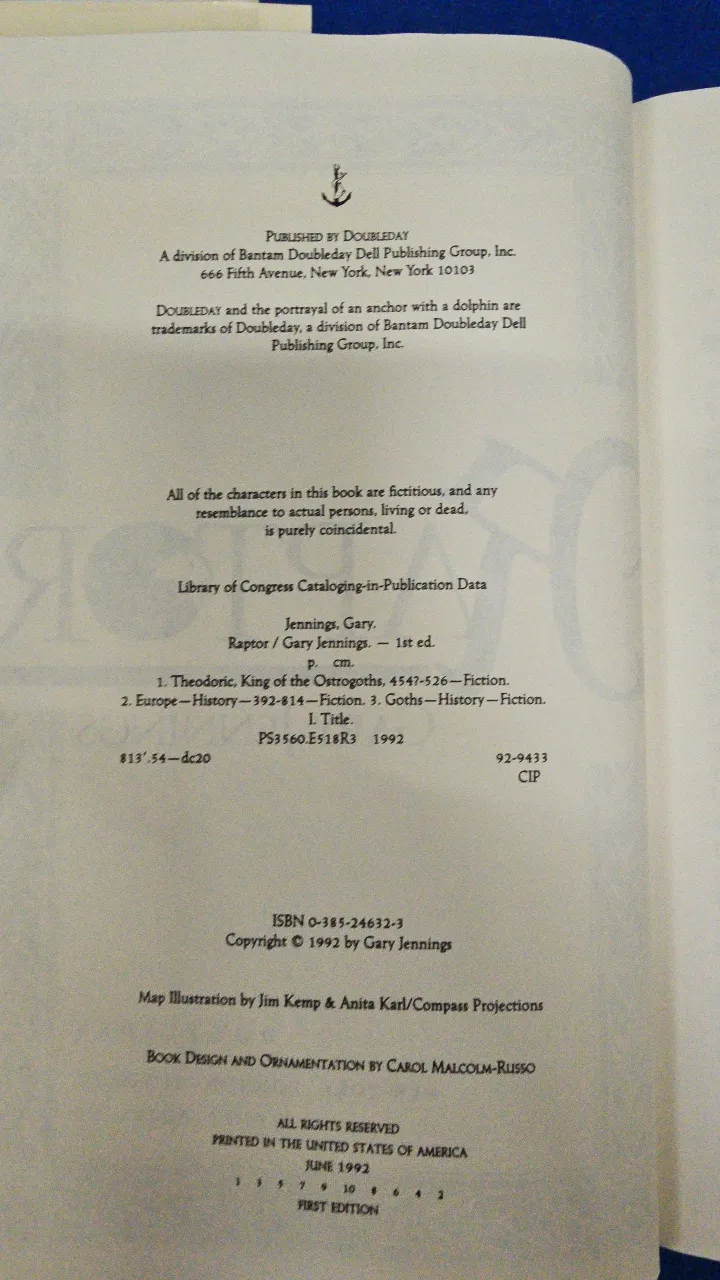 PUBLISHED BY DOUBLEDAY
A division of Bantam Doubleday Dell Publishing Group, Inc.
666 Fifth Avenue, New York, New York 10103
DOUBLEDAY and the portrayal of an anchor with a dolphin are
trademarks of Doubleday, a division of Bantam Doubleday Dell
Publishing Group, Inc.
All of the characters in this book are fictitious, and any
resemblance to actual persons, living or dead,
is purely coincidental.
Library of Congress Cataloging-in-Publication Data
Jennings, Gary.
Raptor / Gary Jennings. — 1st ed.
p. cm.
1. Theodoric, King of the Ostrogoths, 454?-526—Fiction.
2. Europe—History—392-814—Fiction. 3. Goths—History—Fiction.
I. Title.
PS3560.E518R3 1992
813'.54—dc20 92-9433
CIP
ISBN 0-385-24632-3
Copyright © 1992 by Gary Jennings
Map Illustration by Jim Kemp & Anita Karl/Compass Projections
BOOK DESIGN AND ORNAMENTATION BY CAROL MALCOLM-RUSSO
ALL RIGHTS RESERVED
PRINTED IN THE UNITED STATES OF AMERICA
JUNE 1992
1 3 5 7 9 10 8 6 4 2
FIRST EDITION